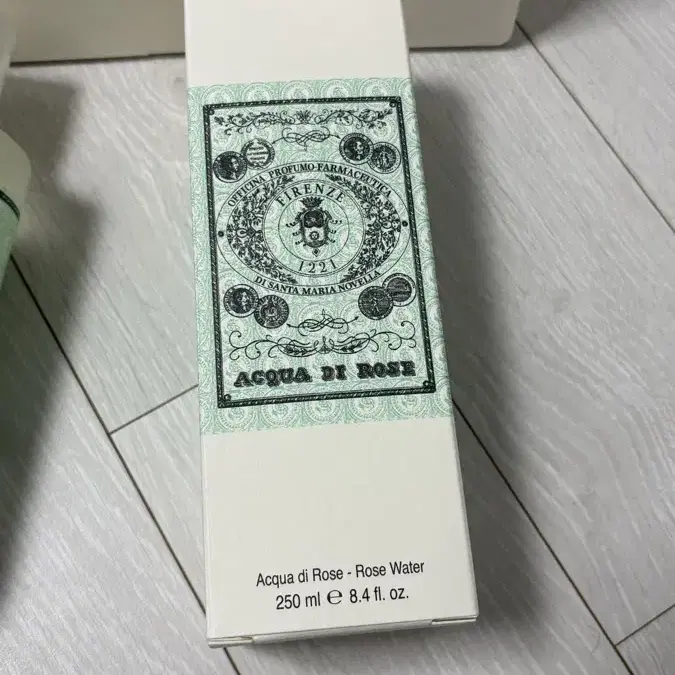 OFFICINA PROFUMO-FARMACEUTICA
FIRENZE
1221
DI SANTA MARIA NOVELLA
ACQUA DI ROSE
Acqua di Rose - Rose Water
250 ml ℮ 8.4 fl. oz.